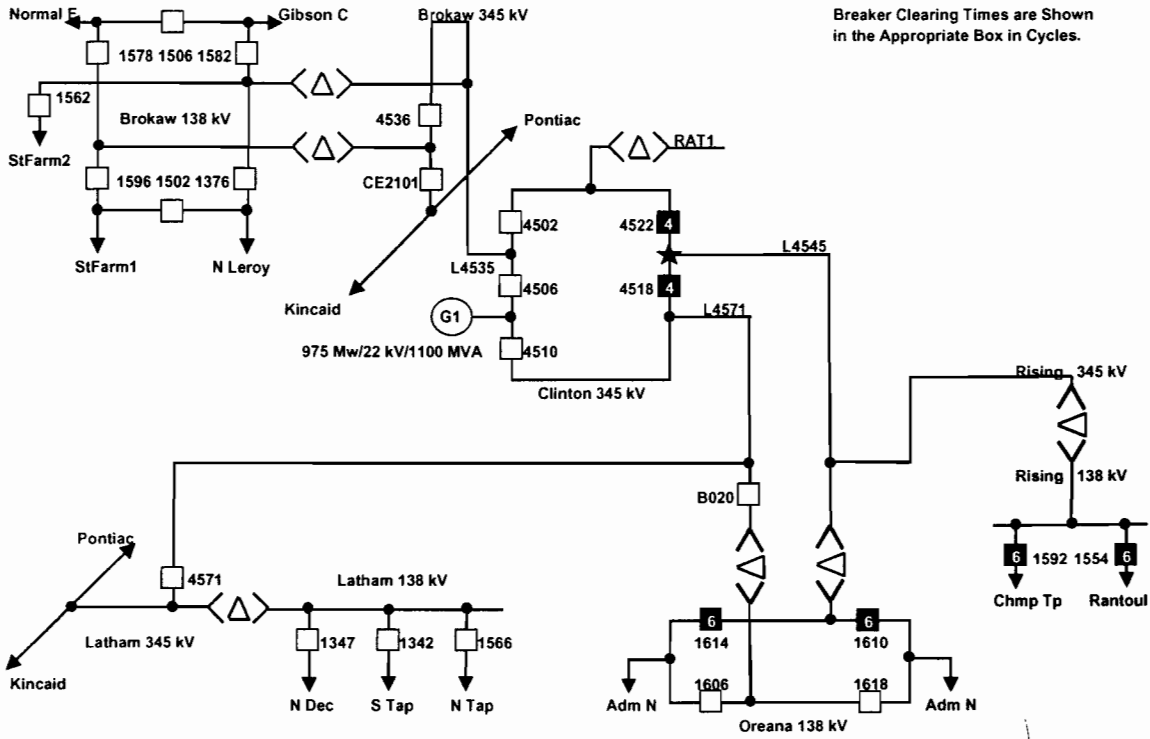 Normal E
Gibson C
Brokaw 345 kV
Breaker Clearing Times are Shown
in the Appropriate Box in Cycles.
1578 1506 1582
1562
Brokaw 138 kV
4536
Pontiac
RAT1
StFarm2
1596 1502 1376
CE2101
4502
4522
4
L4545
StFarm1
N Leroy
L4535
4506
4518
4
L4571
Kincaid
G1
975 Mw/22 kV/1100 MVA
4510
Clinton 345 kV
Rising 345 kV
Rising 138 kV
B020
Pontiac
4571
Latham 138 kV
6
1592
1554
6
Chmp Tp
Rantoul
Latham 345 kV
1347
1342
1566
6
1614
6
1610
Kincaid
N Dec
S Tap
N Tap
Adm N
1606
1618
Adm N
Oreana 138 kV